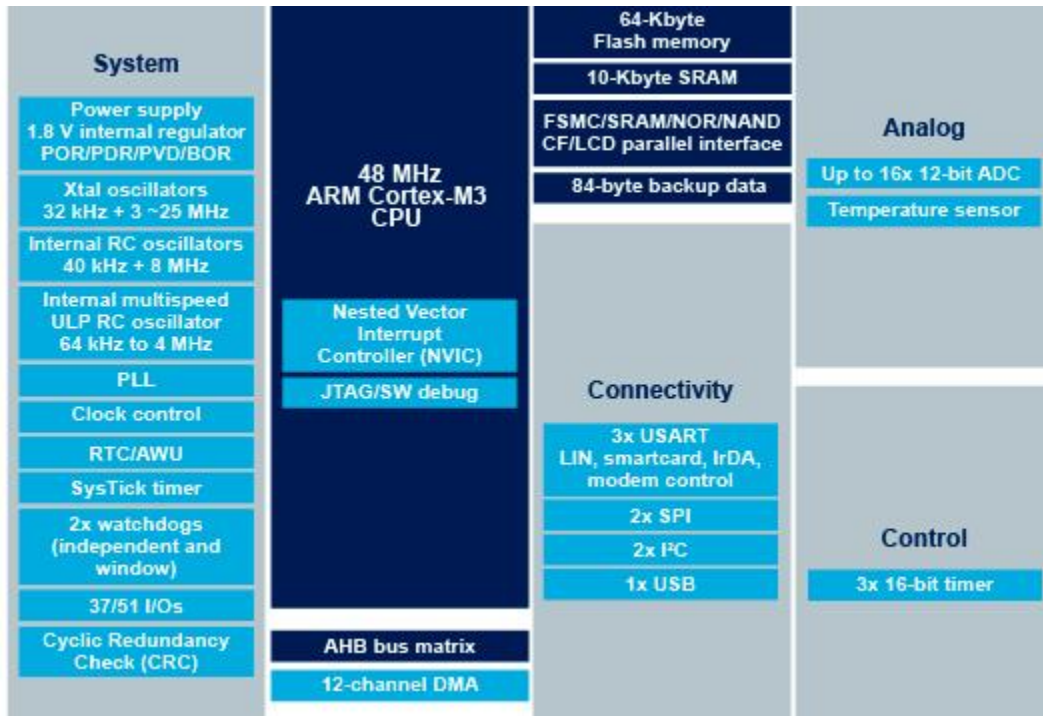 System
Power supply
1.8 V internal regulator
POR/PDR/PVD/BOR
Xtal oscillators
32 kHz + 3 ~25 MHz
Internal RC oscillators
40 kHz + 8 MHz
Internal multispeed
ULP RC oscillator
64 kHz to 4 MHz
PLL
Clock control
RTC/AWU
SysTick timer
2x watchdogs
(independent and
window)
37/51 I/Os
Cyclic Redundancy
Check (CRC)
48 MHz
ARM Cortex-M3
CPU
Nested Vector
Interrupt
Controller (NVIC)
JTAG/SW debug
AHB bus matrix
12-channel DMA
64-Kbyte
Flash memory
10-Kbyte SRAM
FSMC/SRAM/NOR/NAND
CF/LCD parallel interface
84-byte backup data
Connectivity
3x USART
LIN, smartcard, IrDA,
modem control
2x SPI
2x I²C
1x USB
Analog
Up to 16x 12-bit ADC
Temperature sensor
Control
3x 16-bit timer